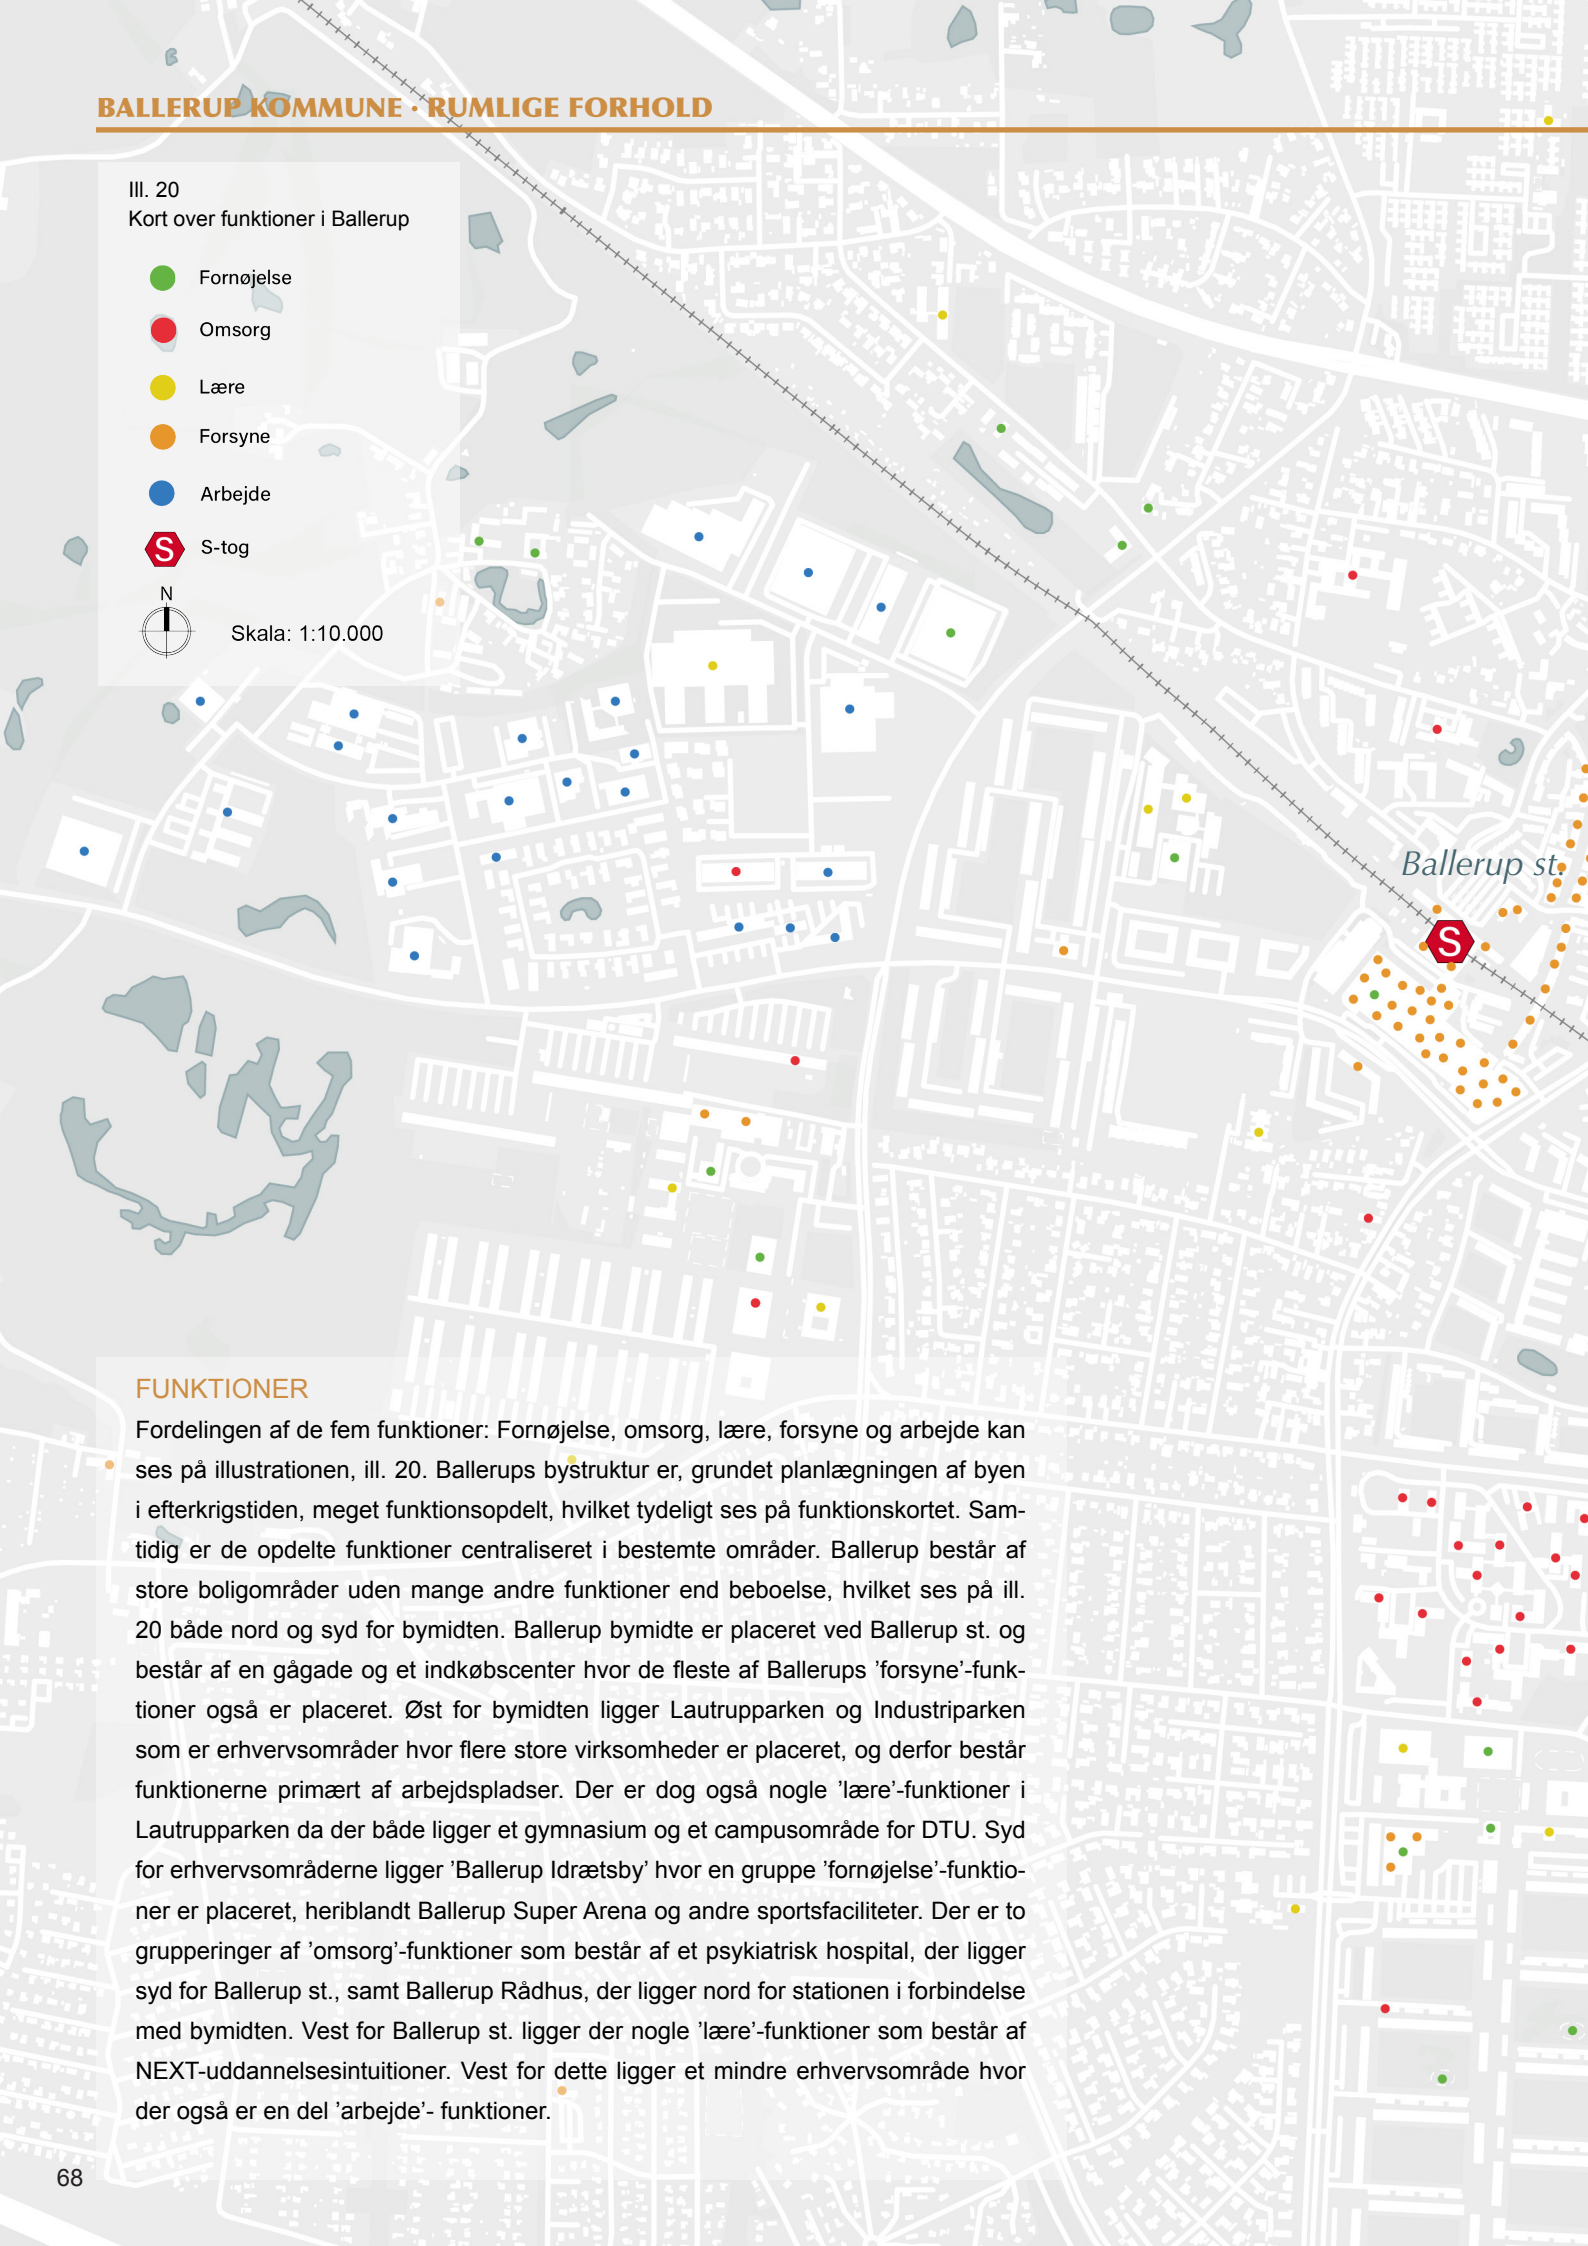 BALLERUP KOMMUNE · RUMLIGE FORHOLD
Ill. 20
Kort over funktioner i Ballerup
Fornøjelse
Omsorg
Lære
Forsyne
Arbejde
S S-tog
N
Skala: 1:10.000
Ballerup st.
S
FUNKTIONER
Fordelingen af de fem funktioner: Fornøjelse, omsorg, lære, forsyne og arbejde kan
ses på illustrationen, ill. 20. Ballerups bystruktur er, grundet planlægningen af byen
i efterkrigstiden, meget funktionsopdelt, hvilket tydeligt ses på funktionskortet. Sam-
tidig er de opdelte funktioner centraliseret i bestemte områder. Ballerup består af
store boligområder uden mange andre funktioner end beboelse, hvilket ses på ill.
20 både nord og syd for bymidten. Ballerup bymidte er placeret ved Ballerup st. og
består af en gågade og et indkøbscenter hvor de fleste af Ballerups ’forsyne’-funk-
tioner også er placeret. Øst for bymidten ligger Lautrupparken og Industriparken
som er erhvervsområder hvor flere store virksomheder er placeret, og derfor består
funktionerne primært af arbejdspladser. Der er dog også nogle ’lære’-funktioner i
Lautrupparken da der både ligger et gymnasium og et campusområde for DTU. Syd
for erhvervsområderne ligger ’Ballerup Idrætsby’ hvor en gruppe ’fornøjelse’-funktio-
ner er placeret, heriblandt Ballerup Super Arena og andre sportsfaciliteter. Der er to
grupperinger af ’omsorg’-funktioner som består af et psykiatrisk hospital, der ligger
syd for Ballerup st., samt Ballerup Rådhus, der ligger nord for stationen i forbindelse
med bymidten. Vest for Ballerup st. ligger der nogle ’lære’-funktioner som består af
NEXT-uddannelsesintuitioner. Vest for dette ligger et mindre erhvervsområde hvor
der også er en del ’arbejde’- funktioner.
68